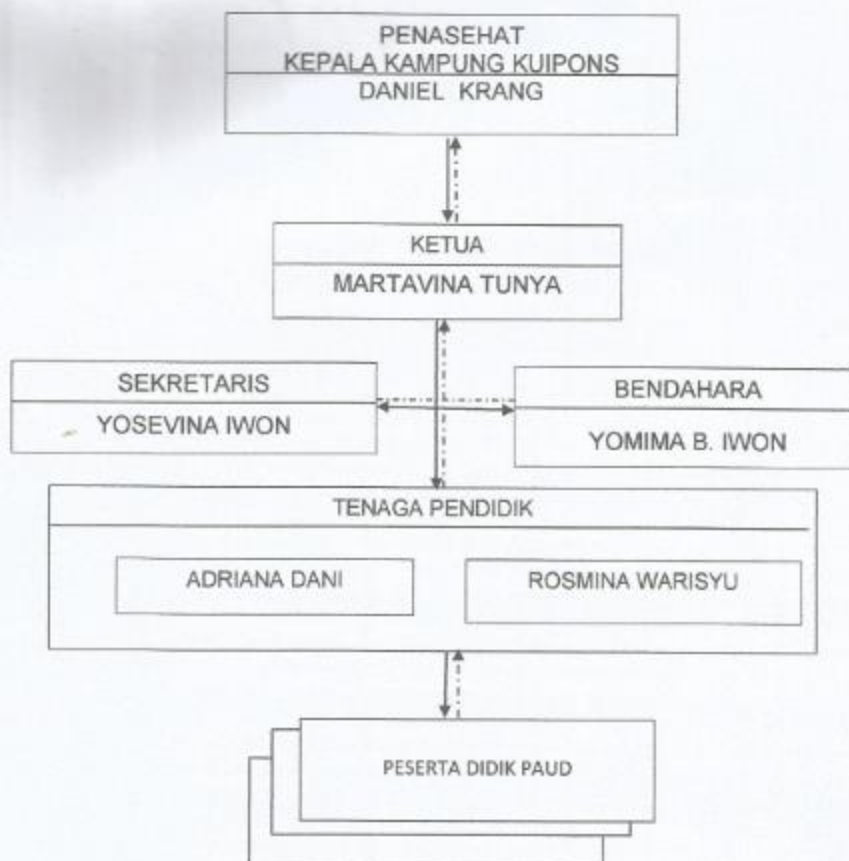 PENASEHAT
KEPALA KAMPUNG KUIPONS
DANIEL KRANG
KETUA
MARTAVINA TUNYA
SEKRETARIS
YOSEVINA IWON
BENDAHARA
YOMIMA B. IWON
TENAGA PENDIDIK
ADRIANA DANI
ROSMINA WARISYU
PESERTA DIDIK PAUD